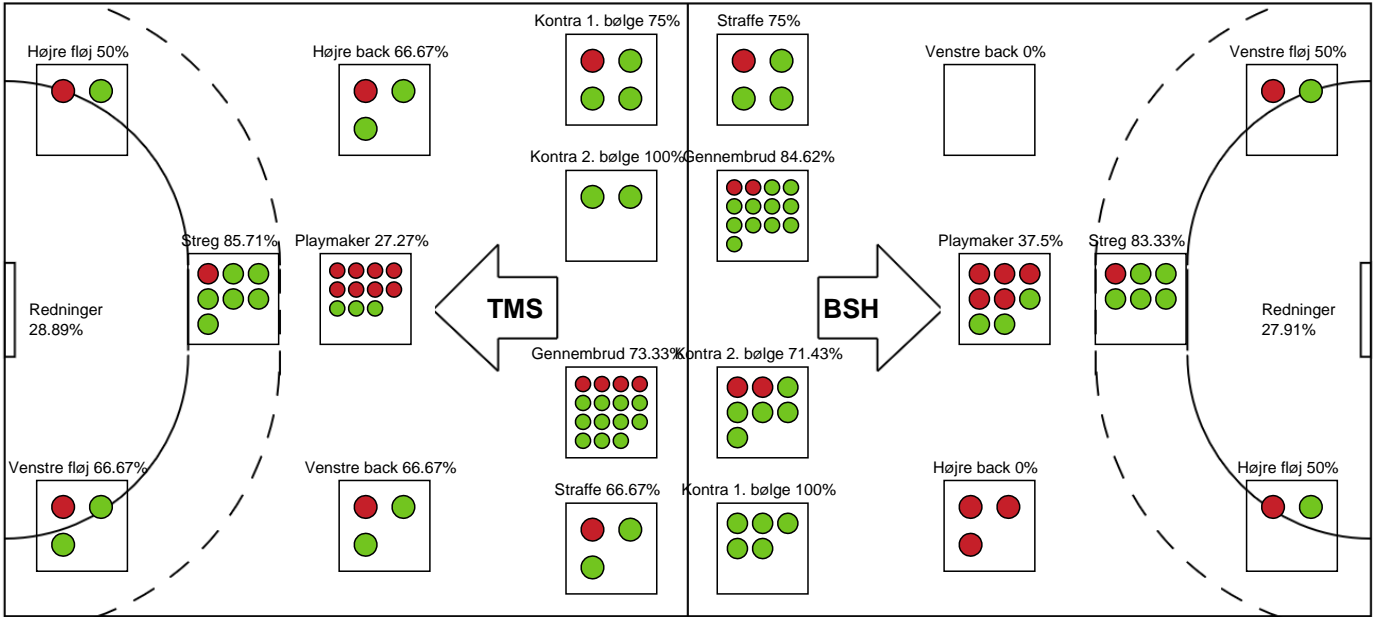 Kontra 1. bølge 75%
Straffe 75%
Højre fløj 50%
Højre back 66.67%
Venstre back 0%
Venstre fløj 50%
Kontra 2. bølge 100%
Gennembrud 84.62%
Streg 85.71%
Playmaker 27.27%
Playmaker 37.5%
Streg 83.33%
Redninger
28.89%
TMS
BSH
Redninger
27.91%
Gennembrud 73.33%
Kontra 2. bølge 71.43%
Venstre fløj 66.67%
Venstre back 66.67%
Højre back 0%
Højre fløj 50%
Straffe 66.67%
Kontra 1. bølge 100%